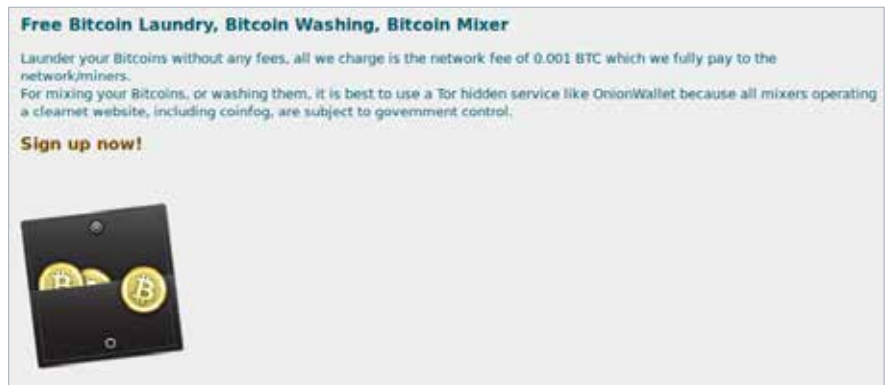 Free Bitcoin Laundry, Bitcoin Washing, Bitcoin Mixer
Launder your Bitcoins without any fees, all we charge is the network fee of 0.001 BTC which we fully pay to the
network/miners.
For mixing your Bitcoins, or washing them, it is best to use a Tor hidden service like OnionWallet because all mixers operating
a clearnet website, including coinfog, are subject to government control.
Sign up now!